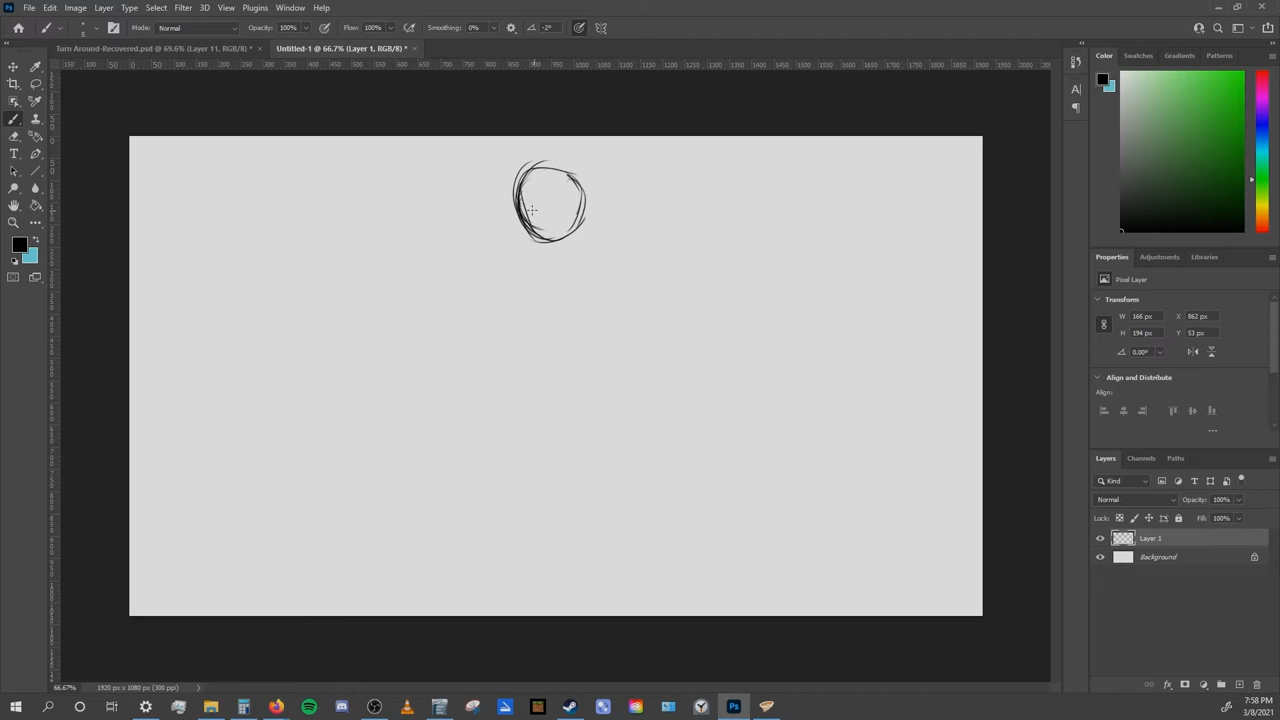 File Edit Image Layer Type Select Filter 3D View Plugins Window Help
Mode: Normal Opacity: 100% Flow: 100% Smoothing: 0% -2°
Turn Around-Recovered.psd @ 69.6% (Layer 11, RGB/8) * × Untitled-1 @ 66.7% (Layer 1, RGB/8) * ×
Color Swatches Gradients Patterns
Properties Adjustments Libraries
Pixel Layer
Transform
W 166 px X 862 px
H 194 px Y 53 px
0.00°
Align and Distribute
Align:
...
Layers Channels Paths
Kind
Normal Opacity: 100%
Lock: Fill: 100%
Layer 1
Background
66.67% 1920 px x 1080 px (300 ppi)
7:58 PM
3/8/2021